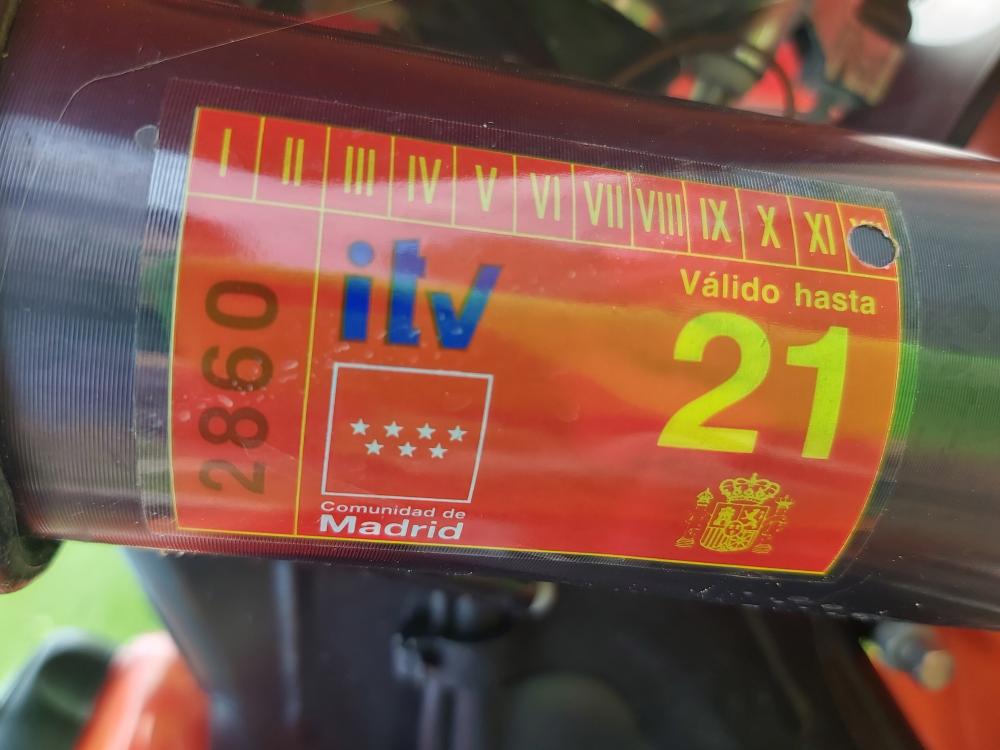 I II III IV V VI VII VIII IX X XI
itv
Válido hasta
21
2860
Comunidad de
Madrid